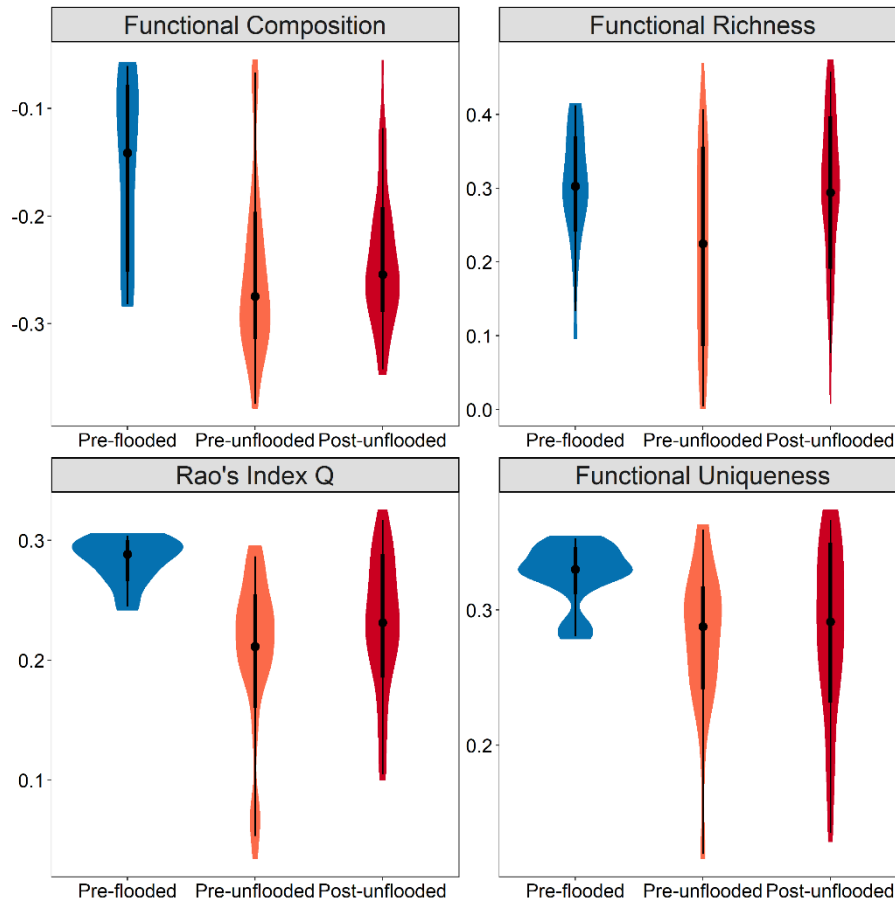 Functional Composition
Functional Richness
-0.1
-0.2
-0.3
0.4
0.3
0.2
0.1
0.0
Pre-flooded Pre-unflooded Post-unflooded
Pre-flooded Pre-unflooded Post-unflooded
Rao's Index Q
Functional Uniqueness
0.3
0.2
0.1
0.3
0.2
Pre-flooded Pre-unflooded Post-unflooded
Pre-flooded Pre-unflooded Post-unflooded